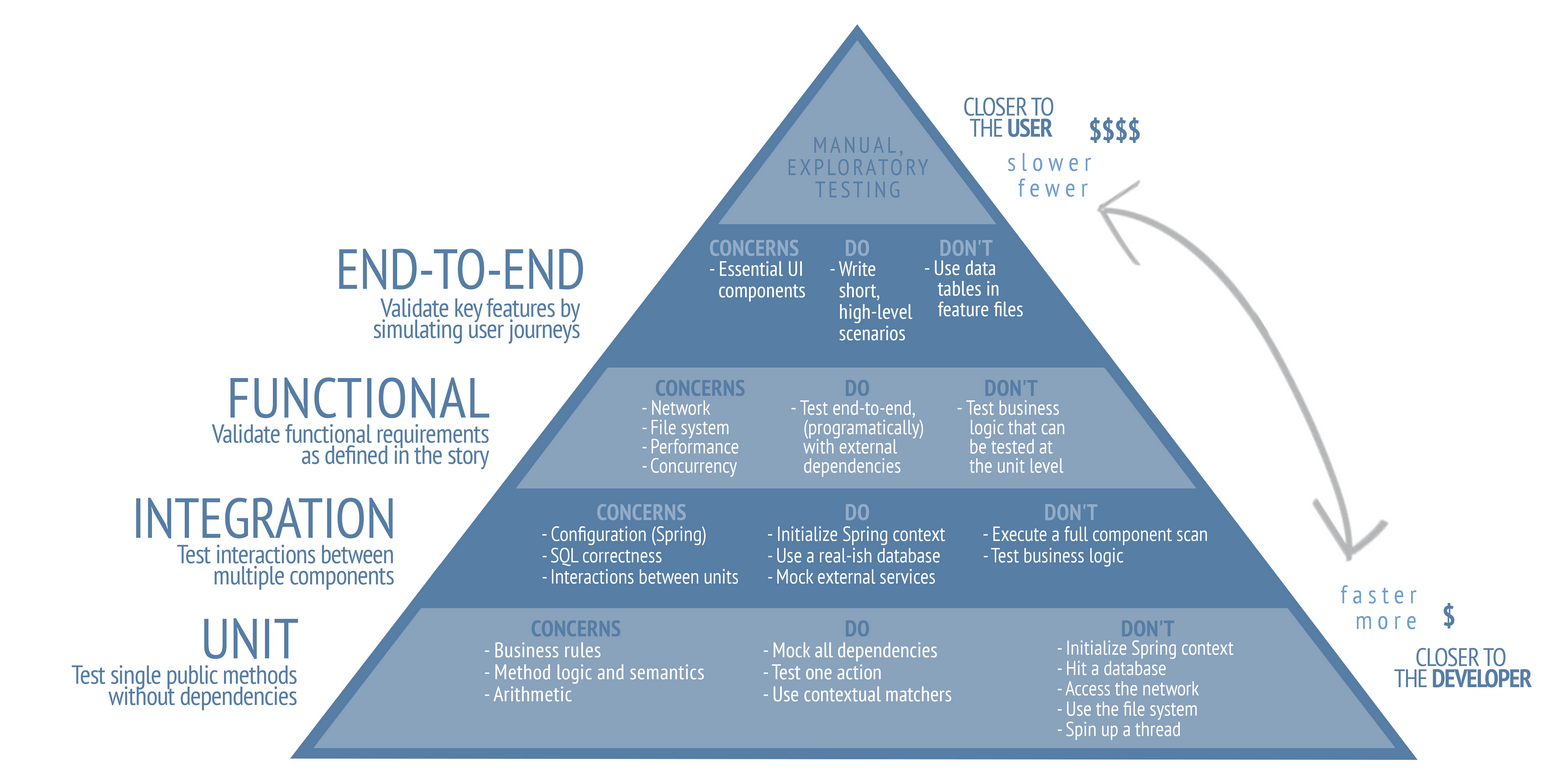 MANUAL,
EXPLORATORY
TESTING
CLOSER TO
THE USER
$$$$
slower
fewer
END-TO-END
Validate key features by
simulating user journeys
CONCERNS
- Essential UI
components
DO
- Write
short,
high-level
scenarios
DON'T
- Use data
tables in
feature files
FUNCTIONAL
Validate functional requirements
as defined in the story
CONCERNS
- Network
- File system
- Performance
- Concurrency
DO
- Test end-to-end,
(programatically)
with external
dependencies
DON'T
- Test business
logic that can
be tested at
the unit level
INTEGRATION
Test interactions between
multiple components
CONCERNS
- Configuration (Spring)
- SQL correctness
- Interactions between units
DO
- Initialize Spring context
- Use a real-ish database
- Mock external services
DON'T
- Execute a full component scan
- Test business logic
UNIT
Test single public methods
without dependencies
CONCERNS
- Business rules
- Method logic and semantics
- Arithmetic
DO
- Mock all dependencies
- Test one action
- Use contextual matchers
DON'T
- Initialize Spring context
- Hit a database
- Access the network
- Use the file system
- Spin up a thread
faster
more
$
CLOSER TO
THE DEVELOPER